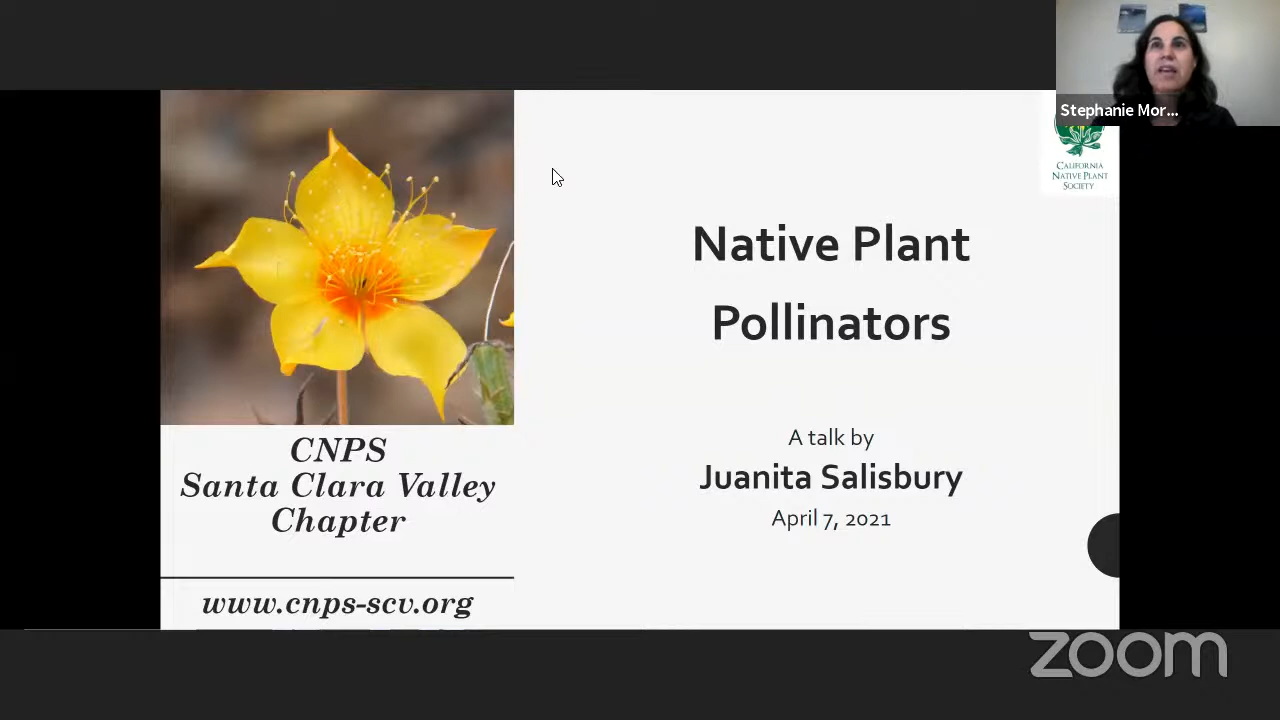 Stephanie Mor...
CALIFORNIA
NATIVE PLANT
SOCIETY
Native Plant
Pollinators
A talk by
Juanita Salisbury
April 7, 2021
CNPS
Santa Clara Valley
Chapter
www.cnps-scv.org
zoom